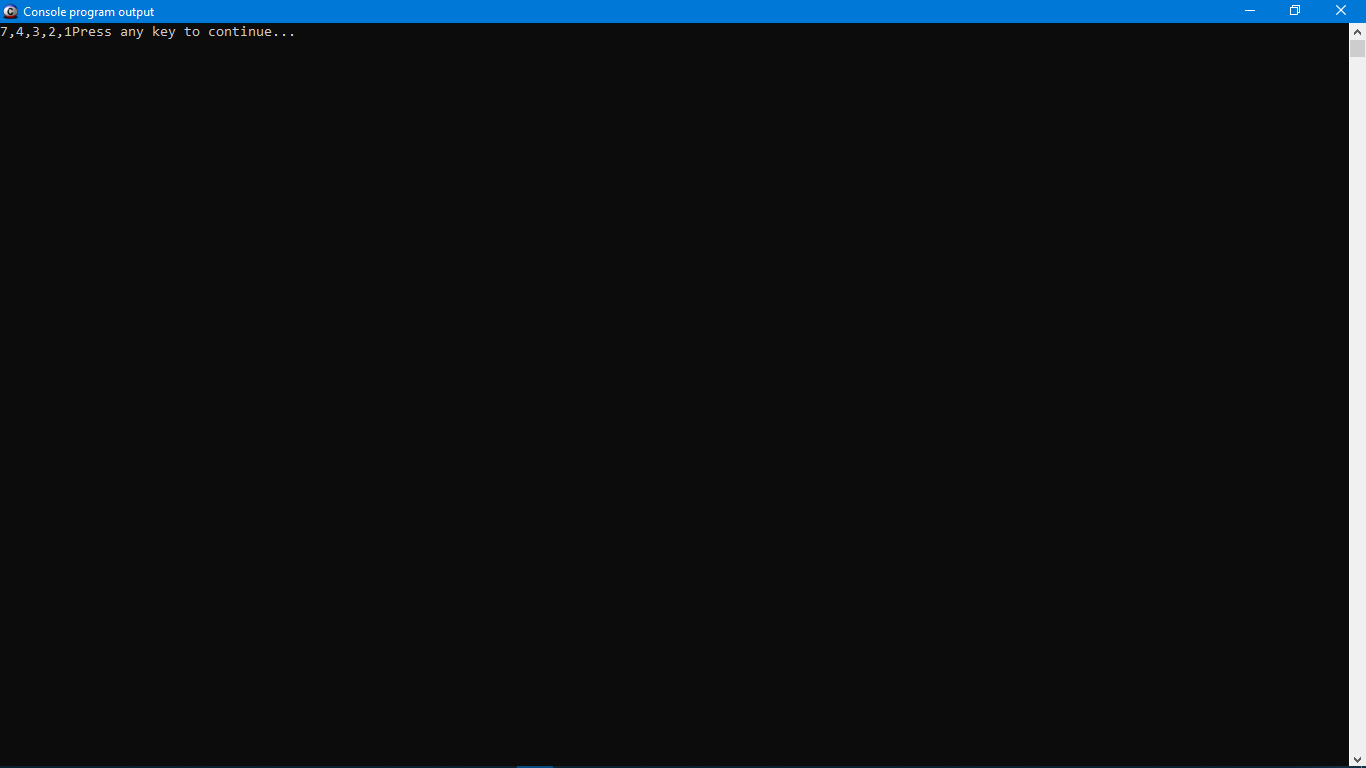 Console program output
7,4,3,2,1Press any key to continue...